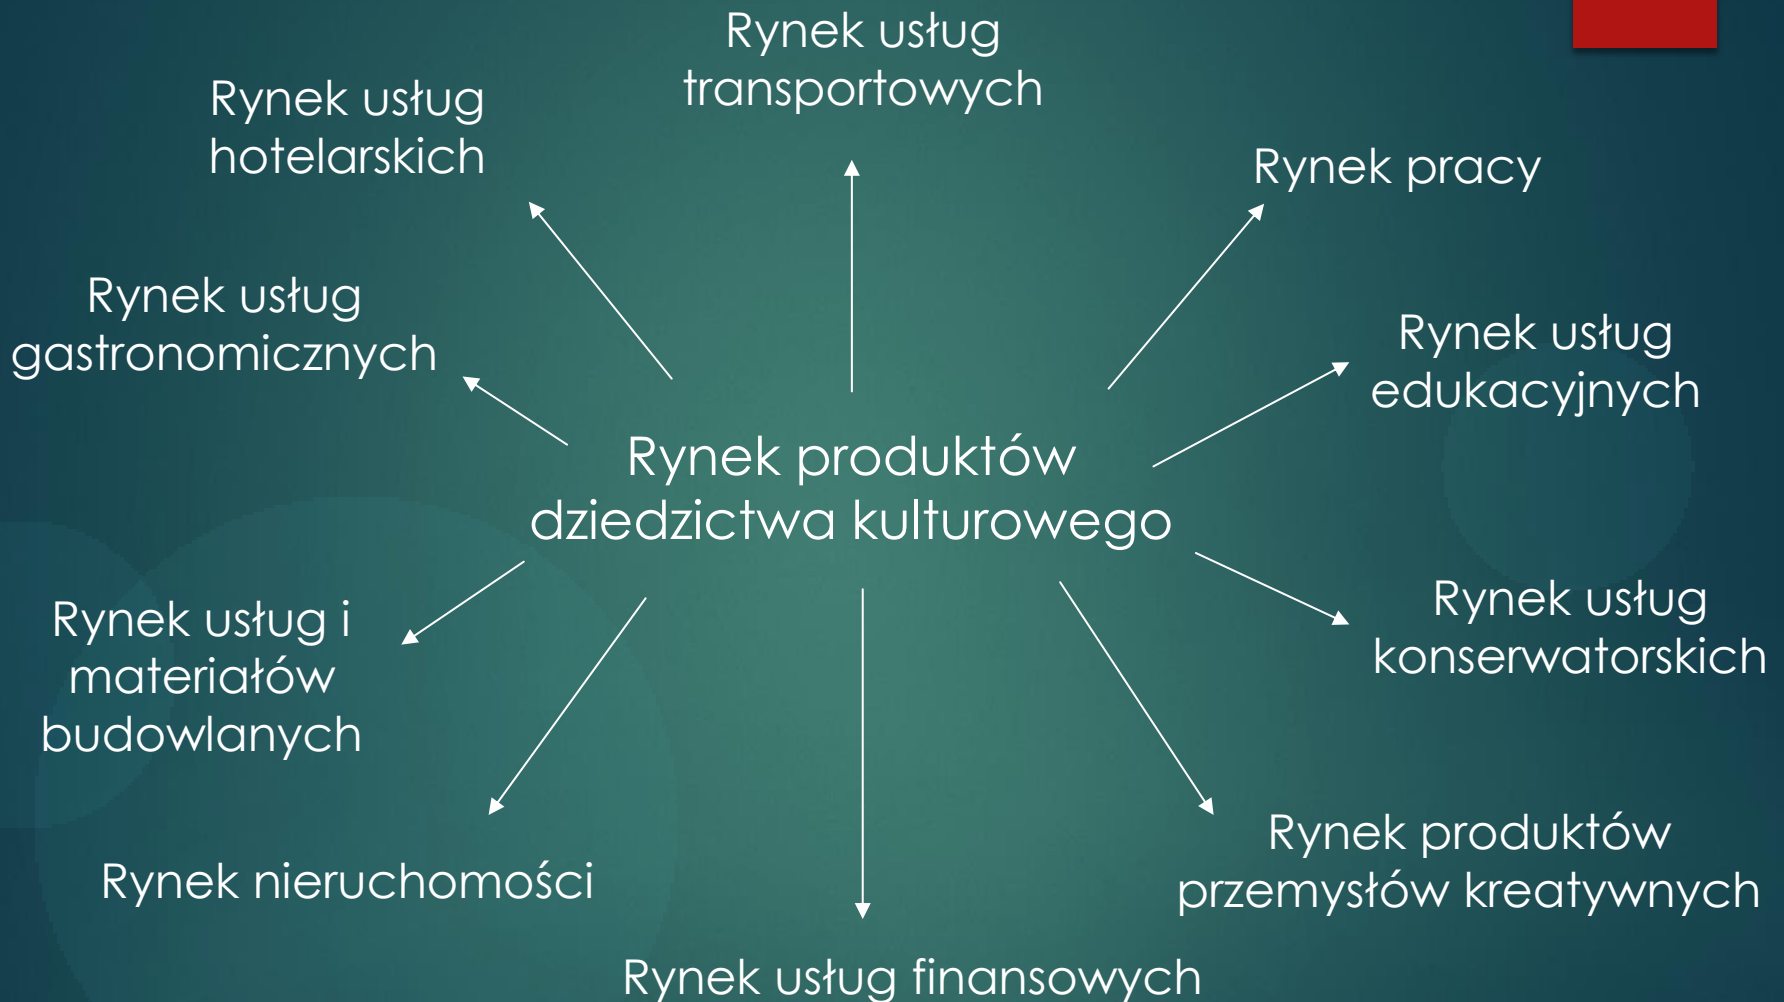 Rynek usług
transportowych
Rynek usług
hotelarskich
Rynek pracy
Rynek usług
gastronomicznych
Rynek usług
edukacyjnych
Rynek produktów
dziedzictwa kulturowego
Rynek usług i
materiałów
budowlanych
Rynek usług
konserwatorskich
Rynek nieruchomości
Rynek produktów
przemysłów kreatywnych
Rynek usług finansowych